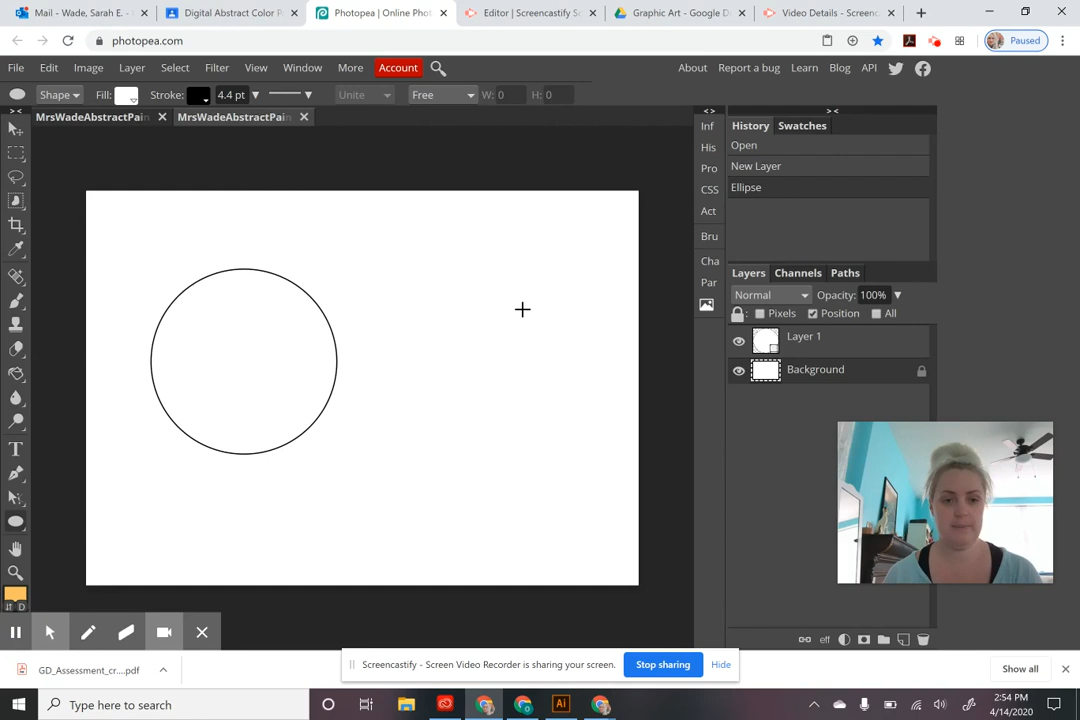 Mail - Wade, Sarah E.
Digital Abstract Color P
Photopea | Online Phot
Editor | Screencastify Sc
Graphic Art - Google D
Video Details - Screenc
photopea.com
Paused
File Edit Image Layer Select Filter View Window More Account
About Report a bug Learn Blog API
Shape Fill: Stroke: 4.4 pt Unite Free W: 0 H: 0
MrsWadeAbstractPain
MrsWadeAbstractPain
Inf
His
Pro
CSS
Act
Bru
Cha
Par
History Swatches
Open
New Layer
Ellipse
Layers Channels Paths
Normal Opacity: 100%
Pixels Position All
Layer 1
Background
T
D
eff
GD_Assessment_cr....pdf
Screencastify - Screen Video Recorder is sharing your screen.
Stop sharing
Hide
Show all
Type here to search
Ai
2:54 PM
4/14/2020